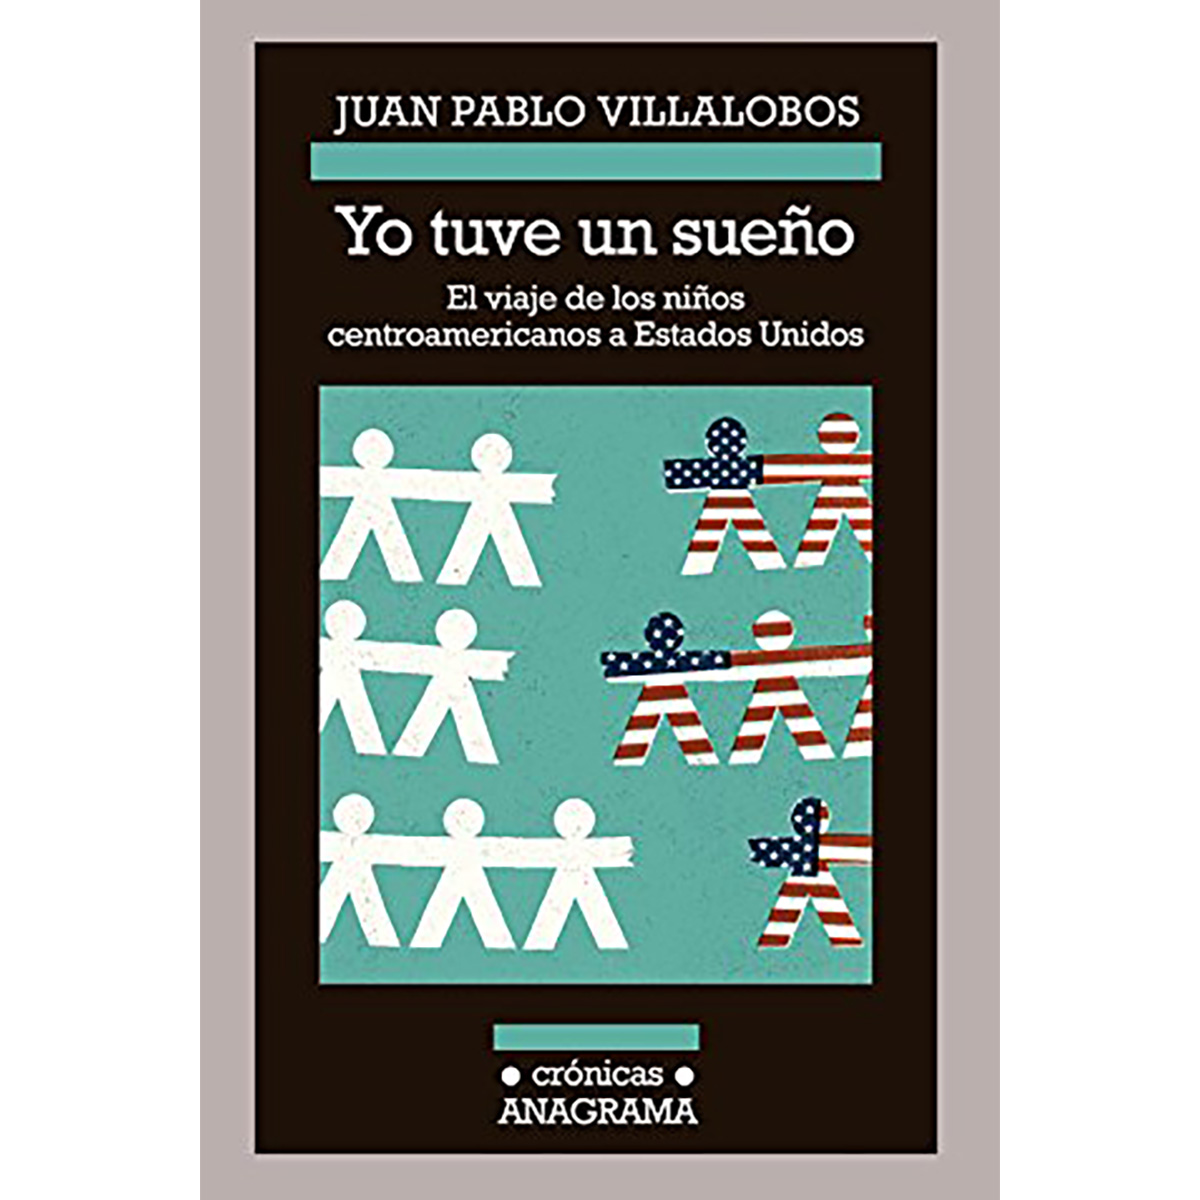 JUAN PABLO VILLALOBOS
Yo tuve un sueño
El viaje de los niños
centroamericanos a Estados Unidos
• crónicas •
ANAGRAMA